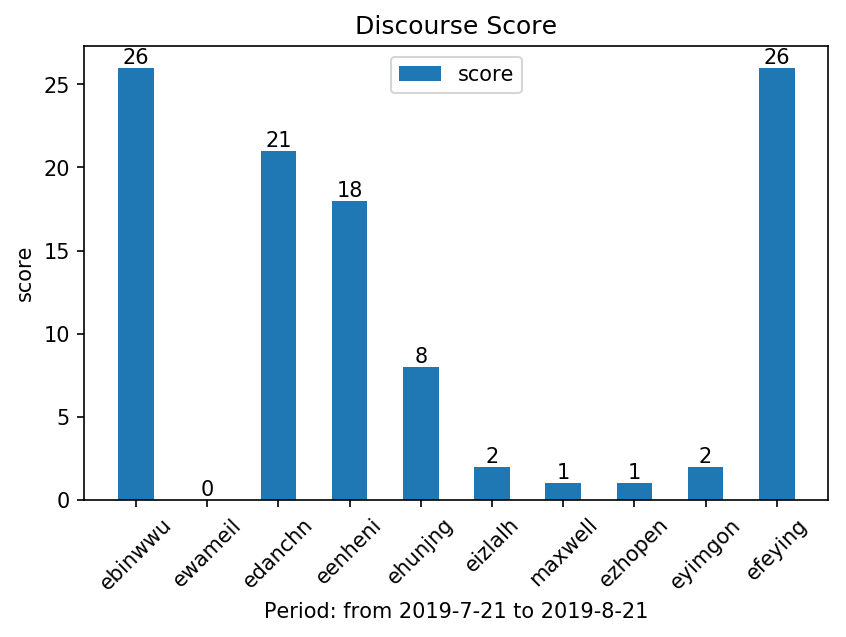 Discourse Score
score
26
0
21
18
8
2
1
1
2
26
25
20
15
10
5
0
score
ebinwwu
ewameil
edanchn
eenheni
ehunjng
eizlalh
maxwell
ezhopen
eyimgon
efeying
Period: from 2019-7-21 to 2019-8-21